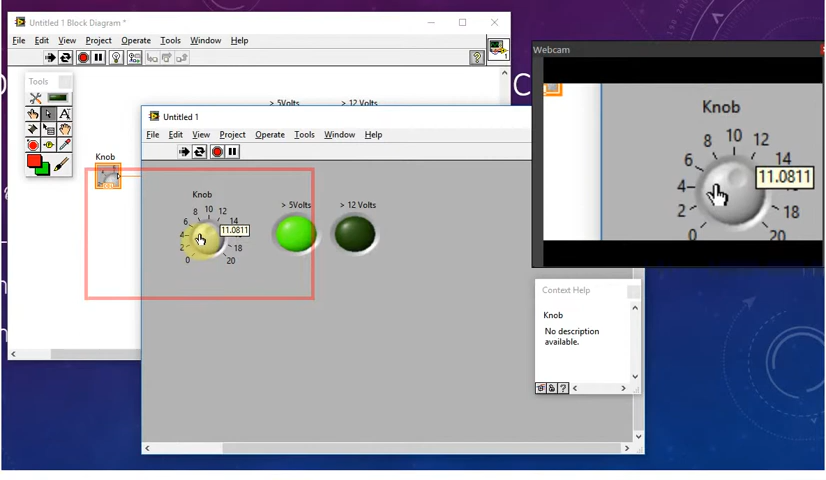 Untitled 1 Block Diagram *
File Edit View Project Operate Tools Window Help
Tools
> 5Volts > 12 Volts
Knob
Untitled 1
File Edit View Project Operate Tools Window Help
Knob
0 2 4 6 8 10 12 14 18 20
11.0811
> 5Volts > 12 Volts
Webcam
Knob
0 2 4 6 8 10 12 14 18 20
11.0811
Context Help
Knob
No description
available.